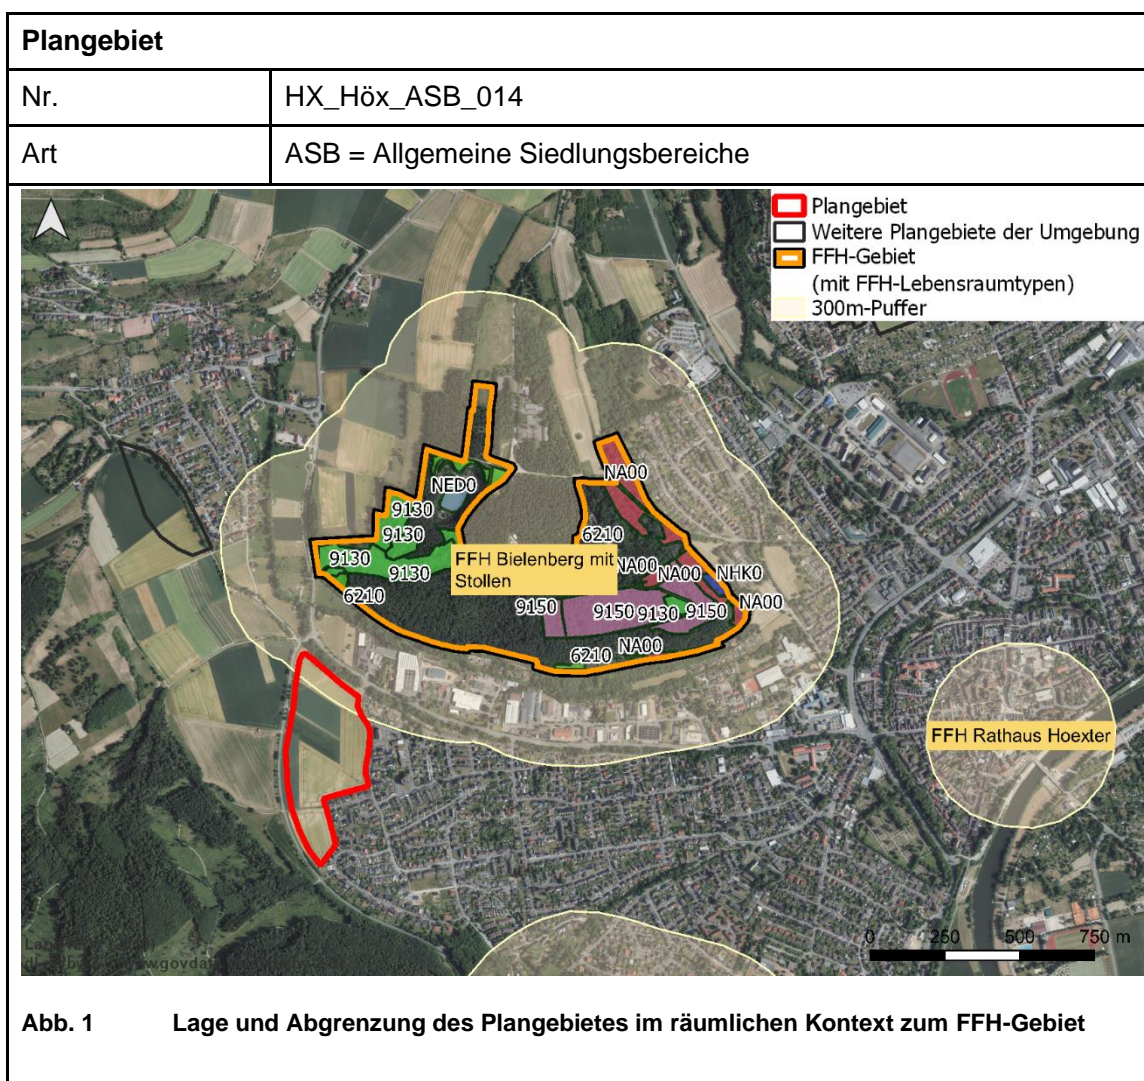 Plangebiet
Nr. HX_Höx_ASB_014
Art ASB = Allgemeine Siedlungsbereiche
Plangebiet
Weitere Plangebiete der Umgebung
FFH-Gebiet
(mit FFH-Lebensraumtypen)
300m-Puffer
NA00
NED0
9130
6210
9130
9130
9130
FFH Bielenberg mit
Stollen
NA00
NA00
NHK0
6210
9150
9150
9130
9150
NA00
6210
NA00
FFH Rathaus Hoexter
0 250 500 750 m
Abb. 1 Lage und Abgrenzung des Plangebietes im räumlichen Kontext zum FFH-Gebiet